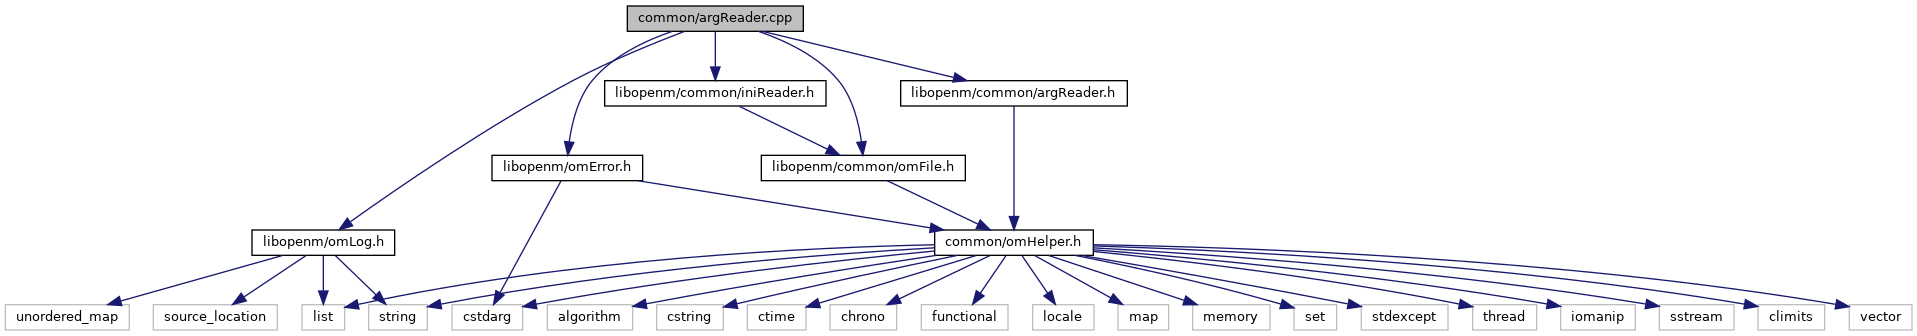 common/argReader.cpp
libopenm/common/iniReader.h
libopenm/common/argReader.h
libopenm/omError.h
libopenm/common/omFile.h
libopenm/omLog.h
common/omHelper.h
unordered_map
source_location
list
string
cstdarg
algorithm
cstring
ctime
chrono
functional
locale
map
memory
set
stdexcept
thread
iomanip
sstream
climits
vector